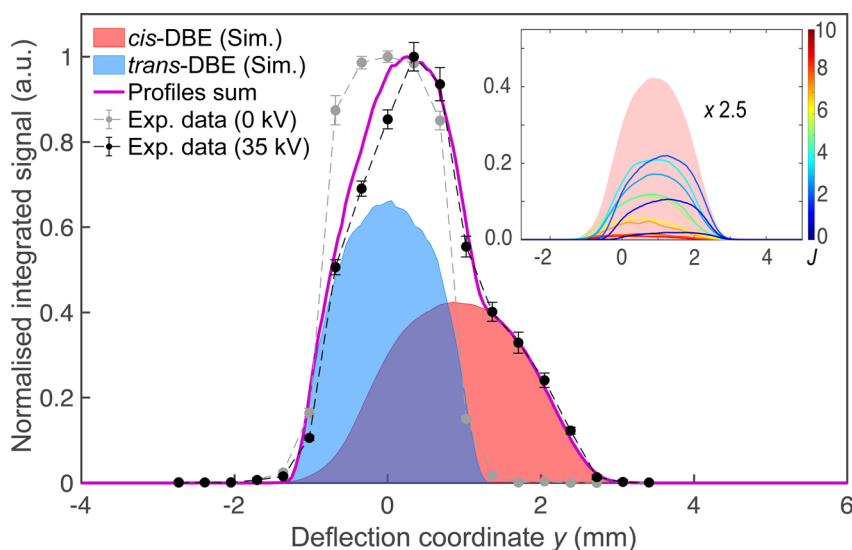 Normalised integrated signal (a.u.)
1
0.8
0.6
0.4
0.2
0
cis-DBE (Sim.)
trans-DBE (Sim.)
Profiles sum
Exp. data (0 kV)
Exp. data (35 kV)
-4
-2
0
2
4
6
Deflection coordinate y (mm)
0.4
0.2
0.0
-2
0
2
4
x 2.5
10
8
6
4
2
0
J